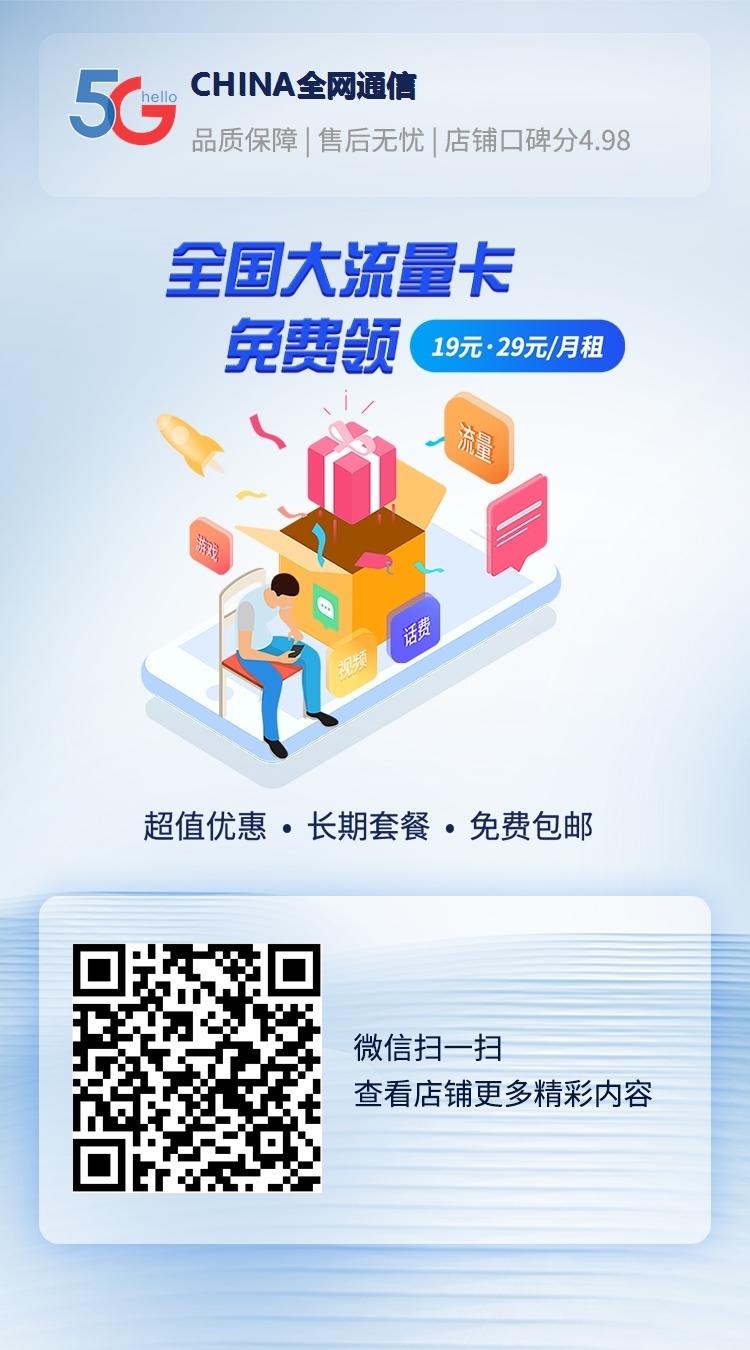 5G
hello
CHINA全网通信
品质保障 | 售后无忧 | 店铺口碑分4.98
全国大流量卡
免费领
19元·29元/月租
流量
游戏
话费
视频
超值优惠 • 长期套餐 • 免费包邮
微信扫一扫
查看店铺更多精彩内容